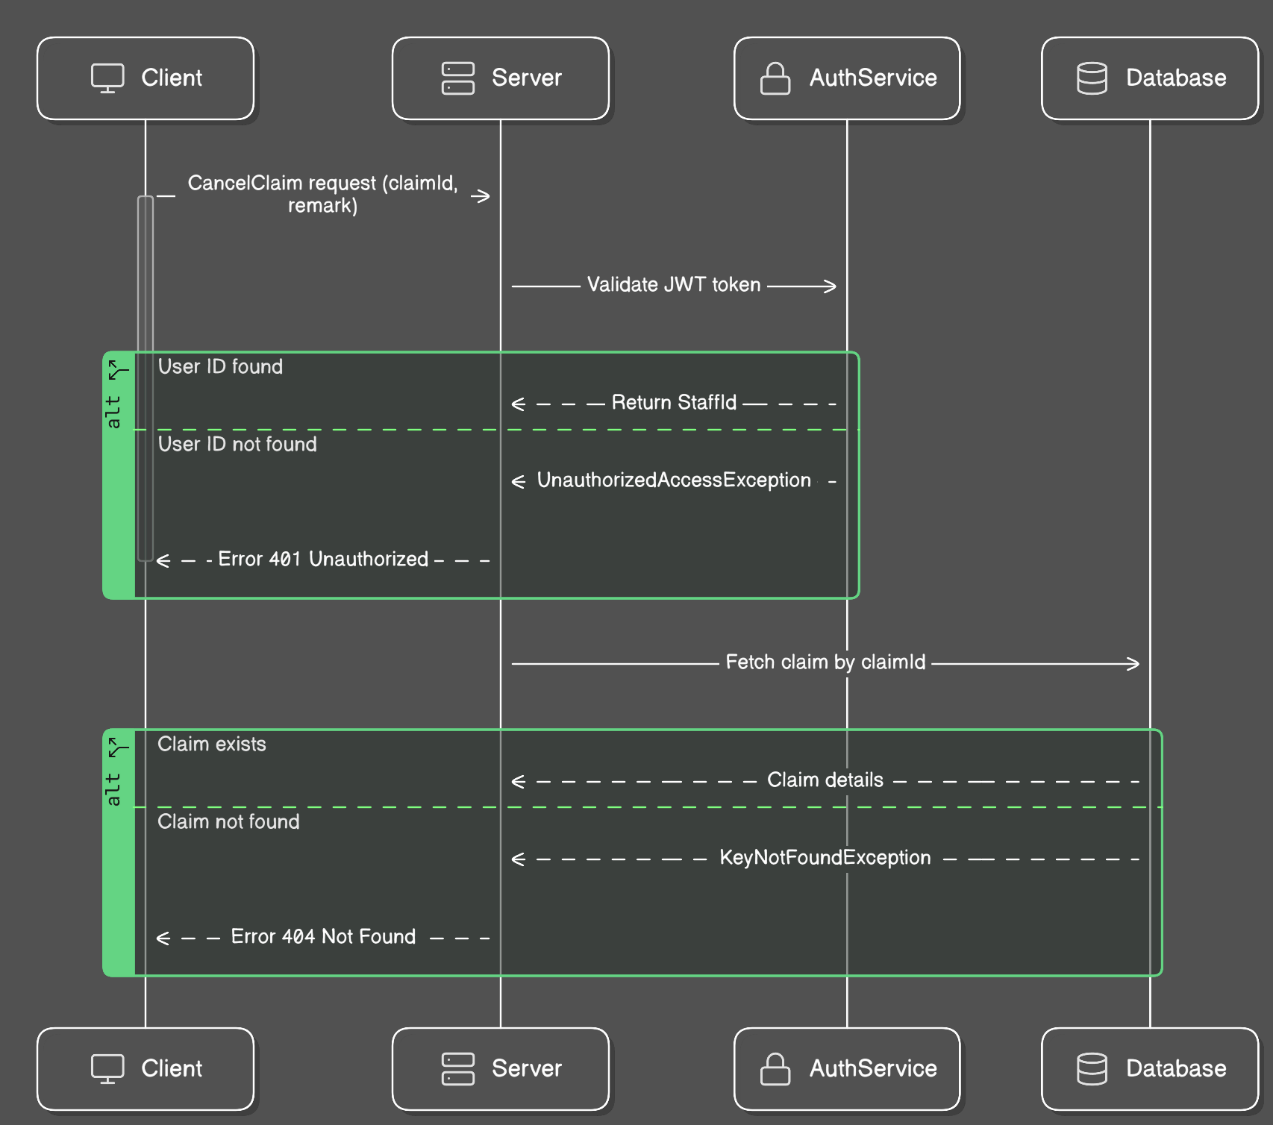 Client
Server
AuthService
Database
CancelClaim request (claimId,
remark)
Validate JWT token
alt
User ID found
Return StaffId
User ID not found
UnauthorizedAccessException
Error 401 Unauthorized
Fetch claim by claimId
alt
Claim exists
Claim details
Claim not found
KeyNotFoundException
Error 404 Not Found
Client
Server
AuthService
Database